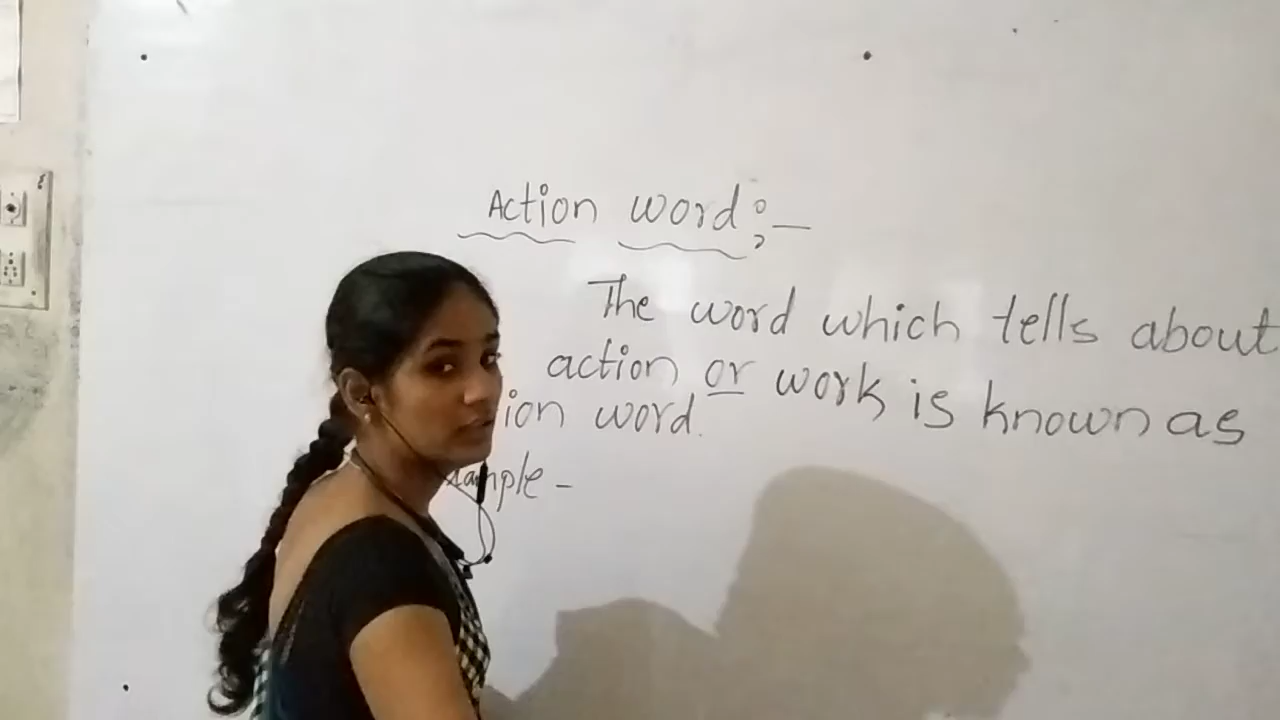 Action word:-
The word which tells about
action or work is known as
ion word.
ample -